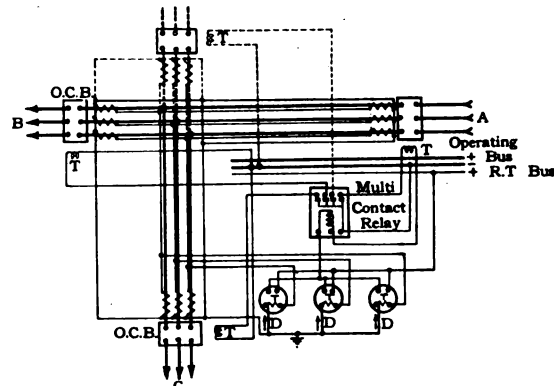 T
O.C.B.
B
A
T
T
Operating
+ Bus
−
+ R.T Bus
Multi
Contact
Relay
T
T
T
D
D
D
O.C.B.
T
C